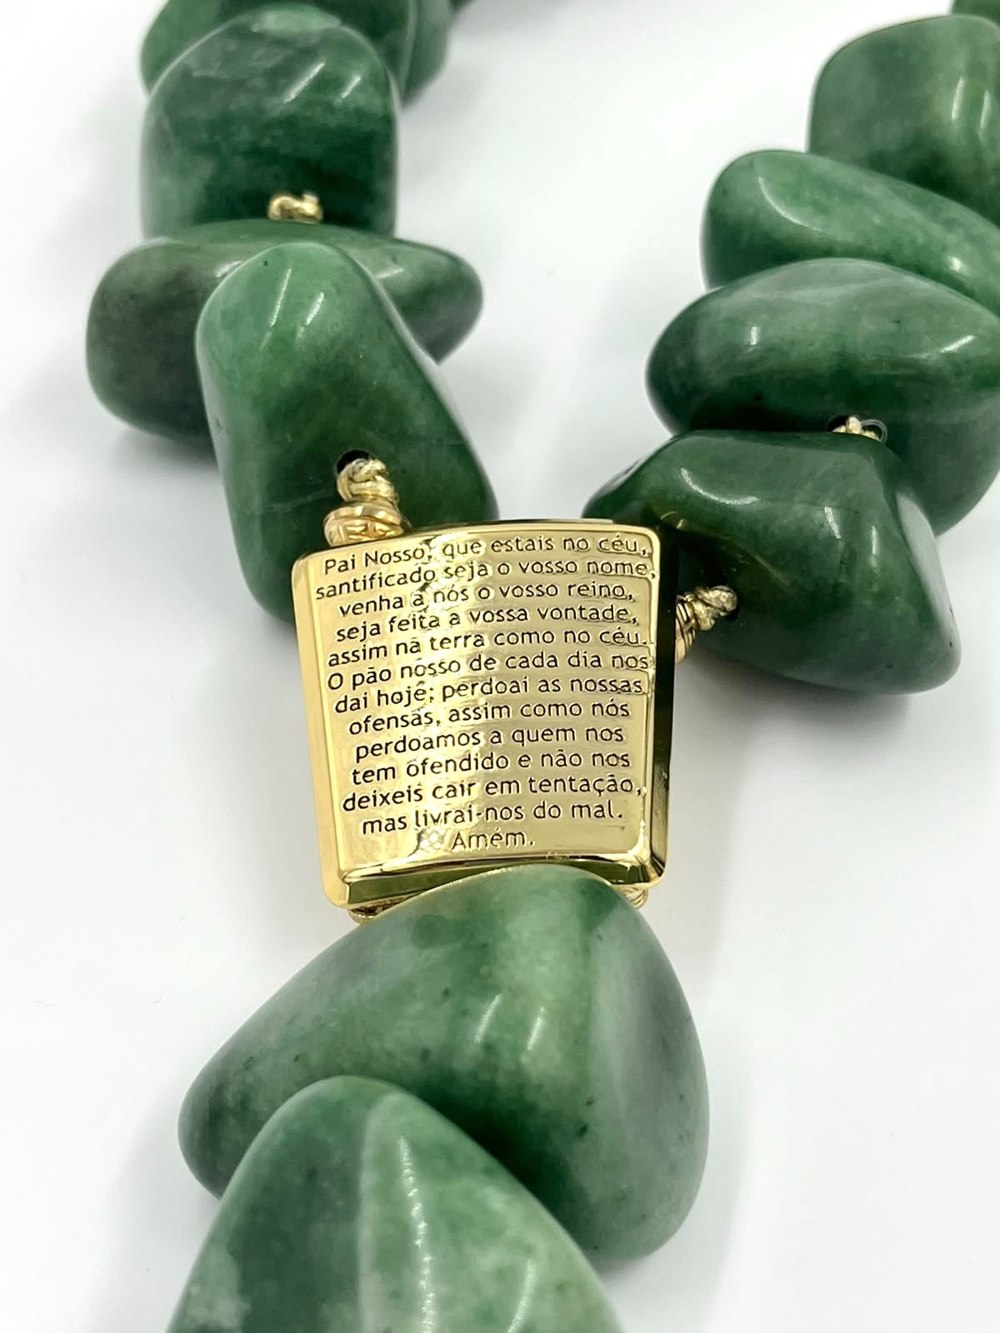 Pai Nosso, que estais no céu,
santificado seja o vosso nome,
venha a nós o vosso reino,
seja feita a vossa vontade,
assim na terra como no céu.
O pão nosso de cada dia nos
dai hoje; perdoai as nossas
ofensas, assim como nós
perdoamos a quem nos
tem ofendido e não nos
deixeis cair em tentação,
mas livrai-nos do mal.
Amém.